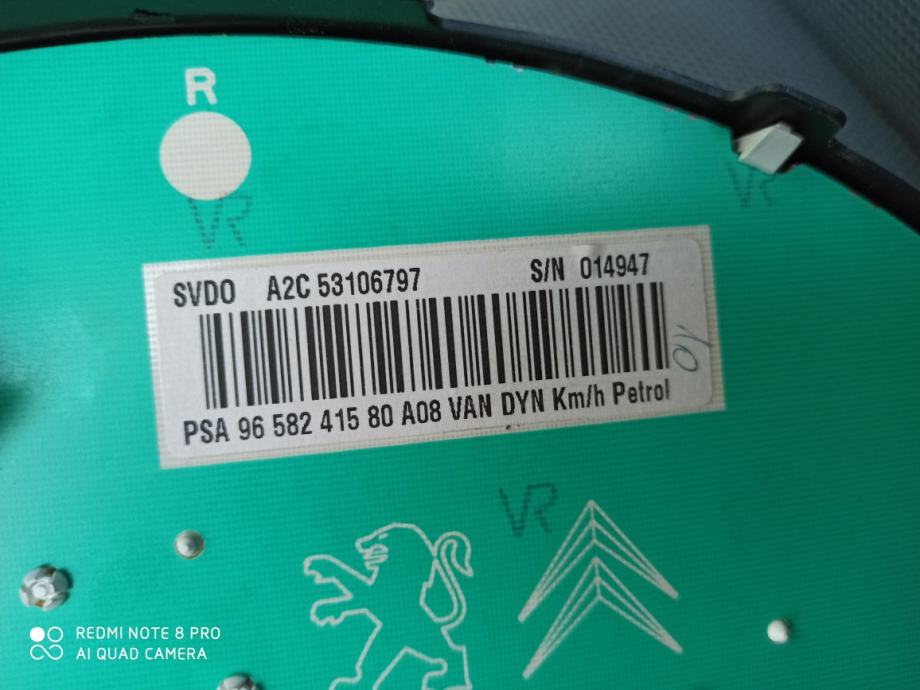 R
VR
VR
SVDO A2C 53106797 S/N 014947
10
PSA 96 582 415 80 A08 VAN DYN Km/h Petrol
VR
REDMI NOTE 8 PRO
AI QUAD CAMERA